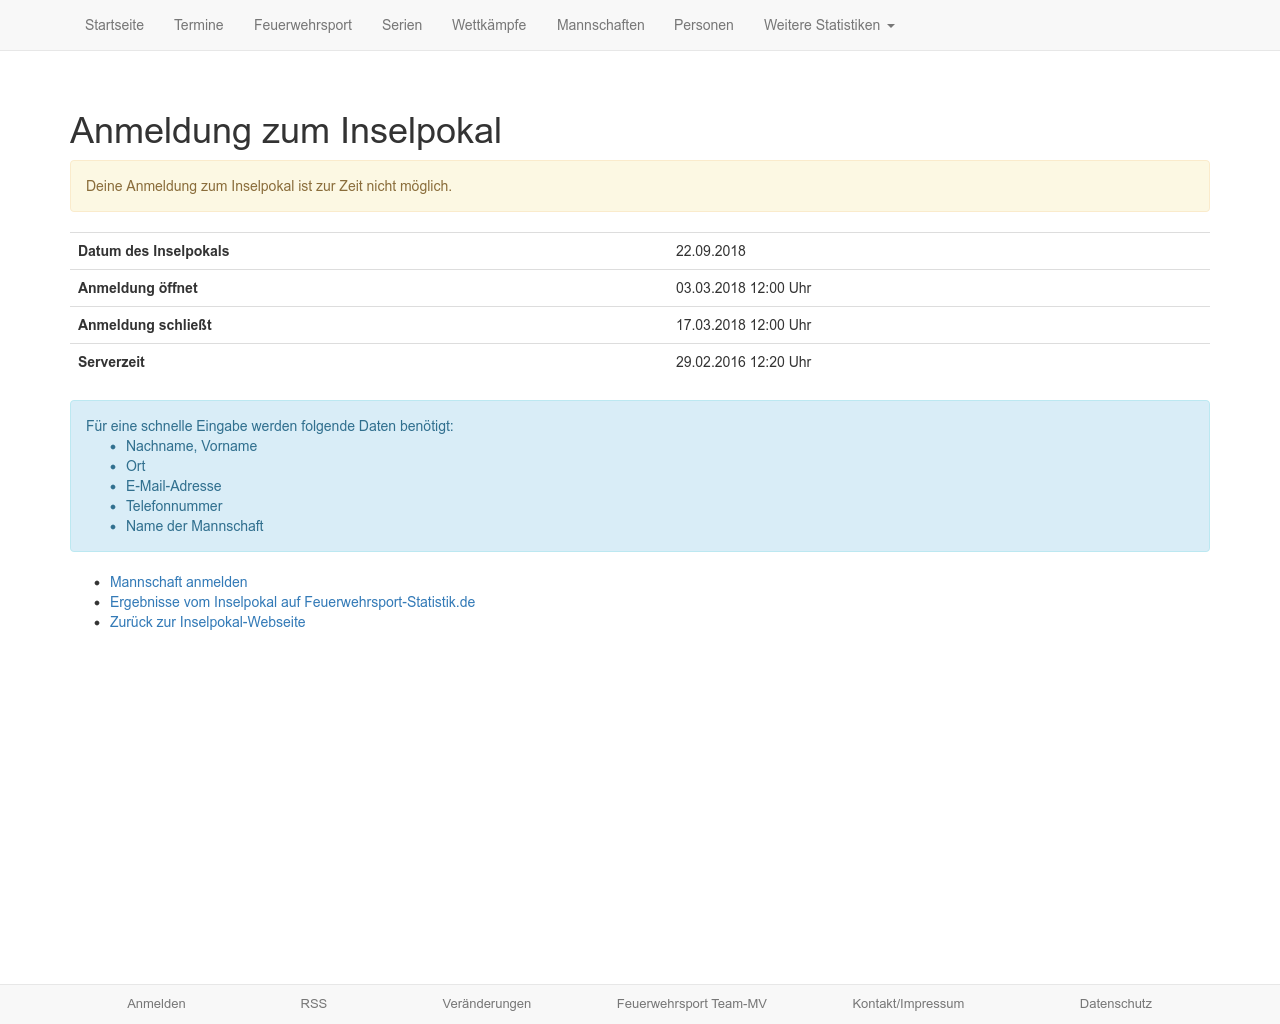 Startseite Termine Feuerwehrsport Serien Wettkämpfe Mannschaften Personen Weitere Statistiken
Anmeldung zum Inselpokal
Deine Anmeldung zum Inselpokal ist zur Zeit nicht möglich.
Datum des Inselpokals 22.09.2018
Anmeldung öffnet 03.03.2018 12:00 Uhr
Anmeldung schließt 17.03.2018 12:00 Uhr
Serverzeit 29.02.2016 12:20 Uhr
Für eine schnelle Eingabe werden folgende Daten benötigt:
• Nachname, Vorname
• Ort
• E-Mail-Adresse
• Telefonnummer
• Name der Mannschaft
• Mannschaft anmelden
• Ergebnisse vom Inselpokal auf Feuerwehrsport-Statistik.de
• Zurück zur Inselpokal-Webseite
Anmelden RSS Veränderungen Feuerwehrsport Team-MV Kontakt/Impressum Datenschutz